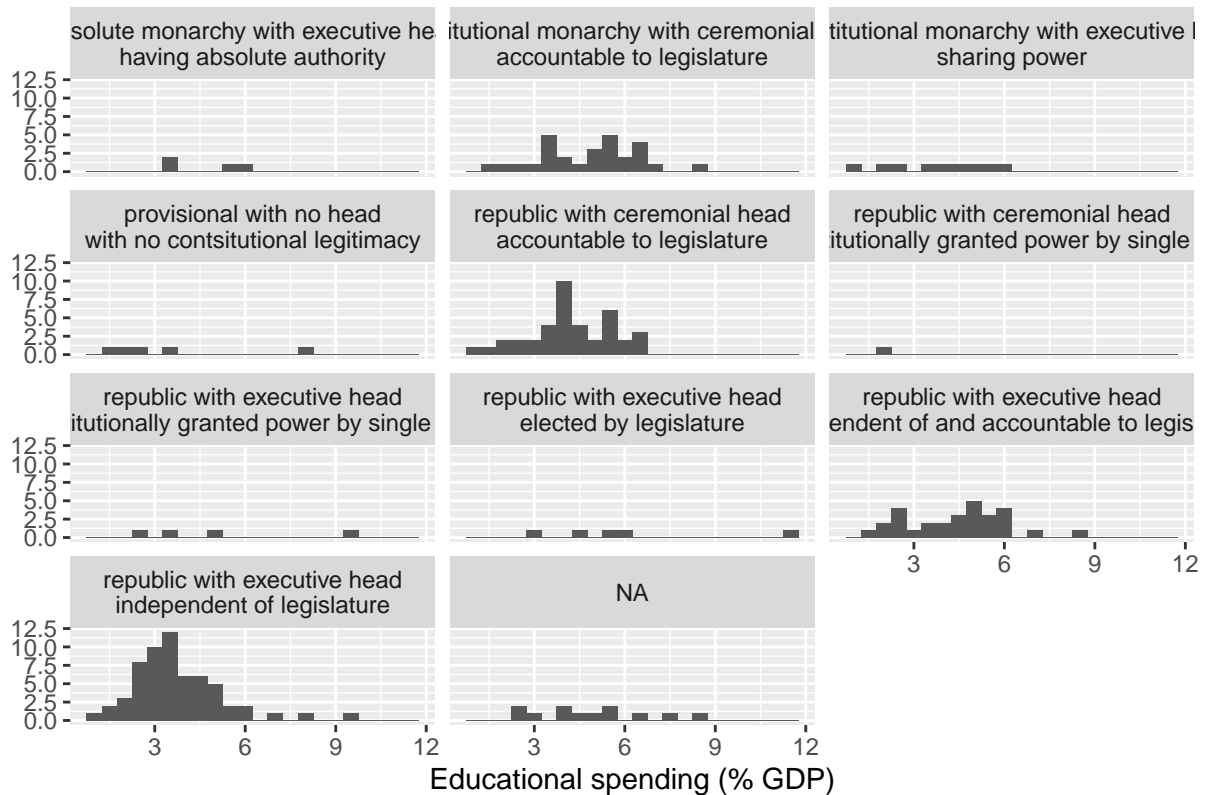 solute monarchy with executive hea
having absolute authority
titutional monarchy with ceremonial
accountable to legislature
titutional monarchy with executive h
sharing power
12.5
10.0
7.5
5.0
2.5
0.0
provisional with no head
with no contsitutional legitimacy
republic with ceremonial head
accountable to legislature
republic with ceremonial head
titutionally granted power by single
12.5
10.0
7.5
5.0
2.5
0.0
republic with executive head
itutionally granted power by single
republic with executive head
elected by legislature
republic with executive head
endent of and accountable to legis
12.5
10.0
7.5
5.0
2.5
0.0
3 6 9 12
republic with executive head
independent of legislature
NA
12.5
10.0
7.5
5.0
2.5
0.0
3 6 9 12
3 6 9 12
Educational spending (% GDP)